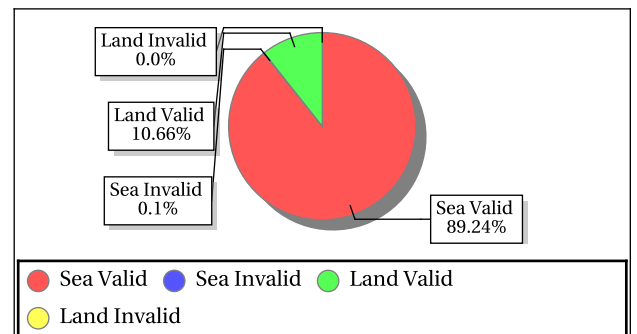 Land Invalid
0.0%
Land Valid
10.66%
Sea Invalid
0.1%
Sea Valid
89.24%
Sea Valid Sea Invalid Land Valid
Land Invalid